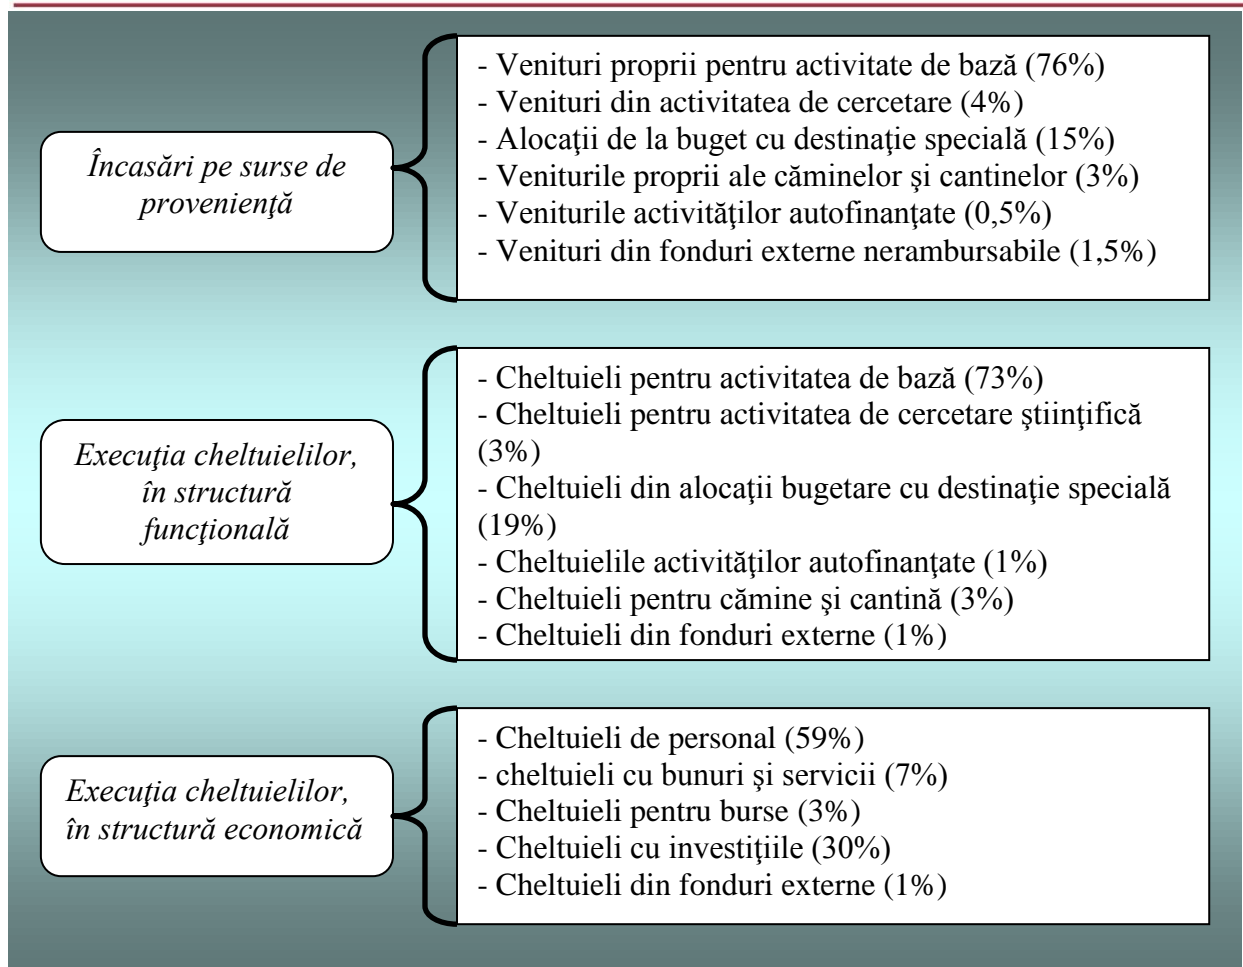 Încasări pe surse de
provenienţă
- Venituri proprii pentru activitate de bază (76%)
- Venituri din activitatea de cercetare (4%)
- Alocaţii de la buget cu destinaţie specială (15%)
- Veniturile proprii ale căminelor şi cantinelor (3%)
- Veniturile activităţilor autofinanţate (0,5%)
- Venituri din fonduri externe nerambursabile (1,5%)
Execuţia cheltuielilor,
în structură
funcţională
- Cheltuieli pentru activitatea de bază (73%)
- Cheltuieli pentru activitatea de cercetare ştiinţifică
(3%)
- Cheltuieli din alocaţii bugetare cu destinaţie specială
(19%)
- Cheltuielile activităţilor autofinanţate (1%)
- Cheltuieli pentru cămine şi cantină (3%)
- Cheltuieli din fonduri externe (1%)
Execuţia cheltuielilor,
în structură economică
- Cheltuieli de personal (59%)
- cheltuieli cu bunuri şi servicii (7%)
- Cheltuieli pentru burse (3%)
- Cheltuieli cu investiţiile (30%)
- Cheltuieli din fonduri externe (1%)